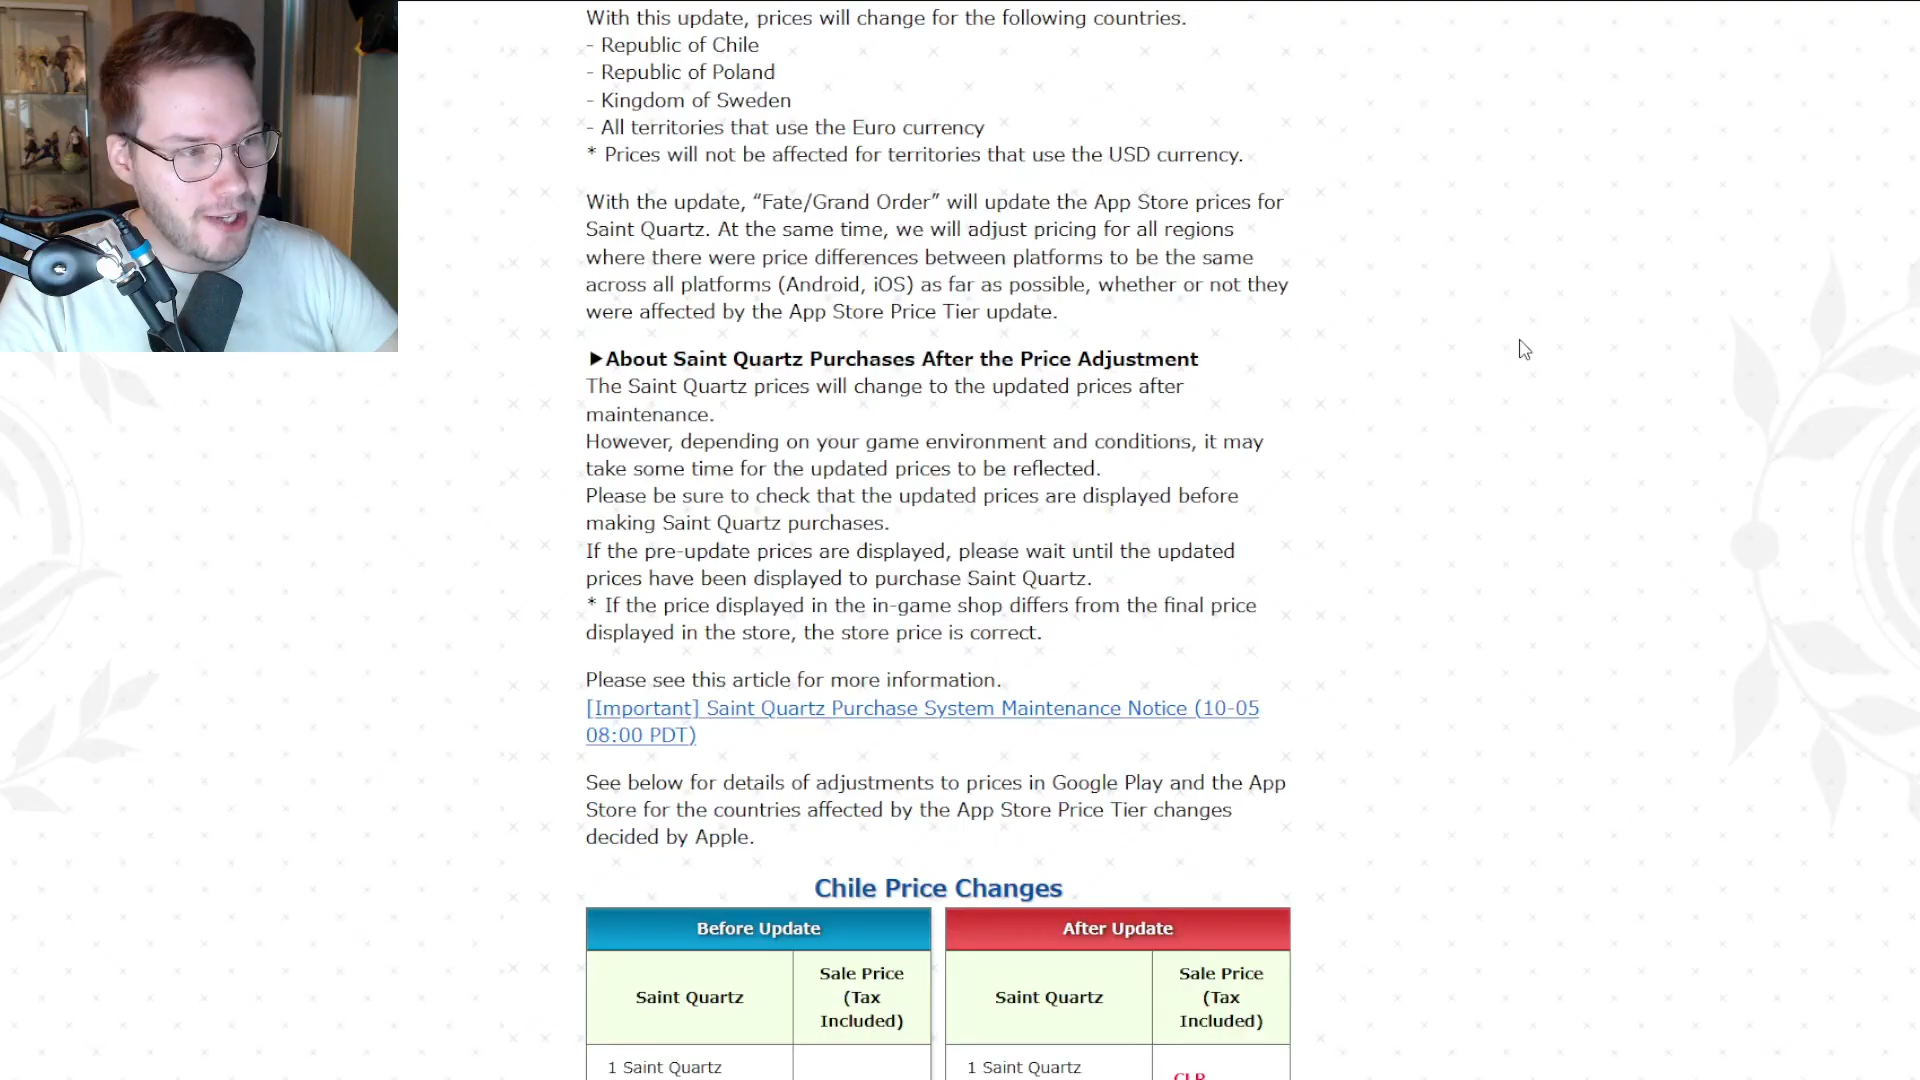 With this update, prices will change for the following countries.
- Republic of Chile
- Republic of Poland
- Kingdom of Sweden
- All territories that use the Euro currency
* Prices will not be affected for territories that use the USD currency.
With the update, “Fate/Grand Order” will update the App Store prices for
Saint Quartz. At the same time, we will adjust pricing for all regions
where there were price differences between platforms to be the same
across all platforms (Android, iOS) as far as possible, whether or not they
were affected by the App Store Price Tier update.
▶About Saint Quartz Purchases After the Price Adjustment
The Saint Quartz prices will change to the updated prices after
maintenance.
However, depending on your game environment and conditions, it may
take some time for the updated prices to be reflected.
Please be sure to check that the updated prices are displayed before
making Saint Quartz purchases.
If the pre-update prices are displayed, please wait until the updated
prices have been displayed to purchase Saint Quartz.
* If the price displayed in the in-game shop differs from the final price
displayed in the store, the store price is correct.
Please see this article for more information.
[Important] Saint Quartz Purchase System Maintenance Notice (10-05
08:00 PDT)
See below for details of adjustments to prices in Google Play and the App
Store for the countries affected by the App Store Price Tier changes
decided by Apple.
Chile Price Changes
Before Update
Saint Quartz
Sale Price
(Tax
Included)
1 Saint Quartz
After Update
Saint Quartz
Sale Price
(Tax
Included)
1 Saint Quartz
CLP